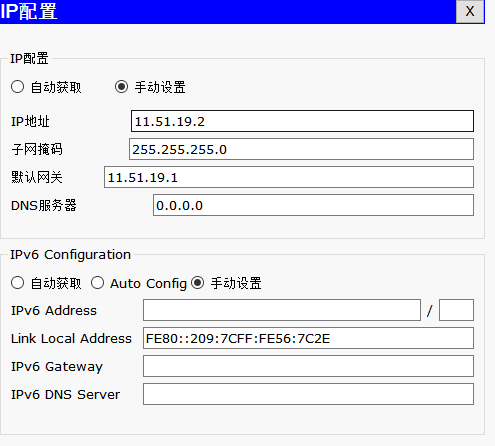 IP配置 X
IP配置
自动获取 手动设置
IP地址 11.51.19.2
子网掩码 255.255.255.0
默认网关 11.51.19.1
DNS服务器 0.0.0.0
IPv6 Configuration
自动获取 Auto Config 手动设置
IPv6 Address /
Link Local Address FE80::209:7CFF:FE56:7C2E
IPv6 Gateway
IPv6 DNS Server